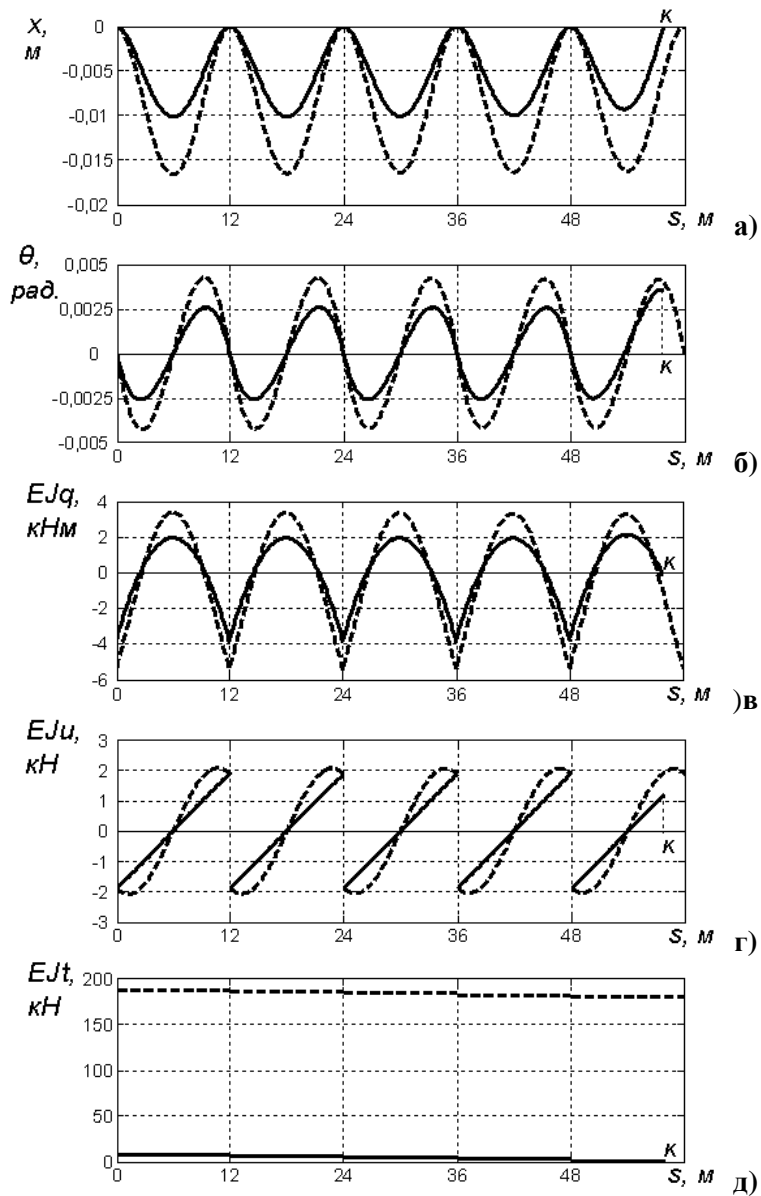 X,
м
0
-0,005
-0,01
-0,015
-0,02
К
0 12 24 36 48 S, м
а)
θ,
рад.
0,005
0,0025
0
-0,0025
-0,005
К
0 12 24 36 48 S, м
б)
EJq,
кНм
4
2
0
-2
-4
-6
К
0 12 24 36 48 S, м
)в
EJu,
кН
3
2
1
0
-1
-2
-3
К
0 12 24 36 48 S, м
г)
EJt,
кН
200
150
100
50
0
К
0 12 24 36 48 S, м
д)